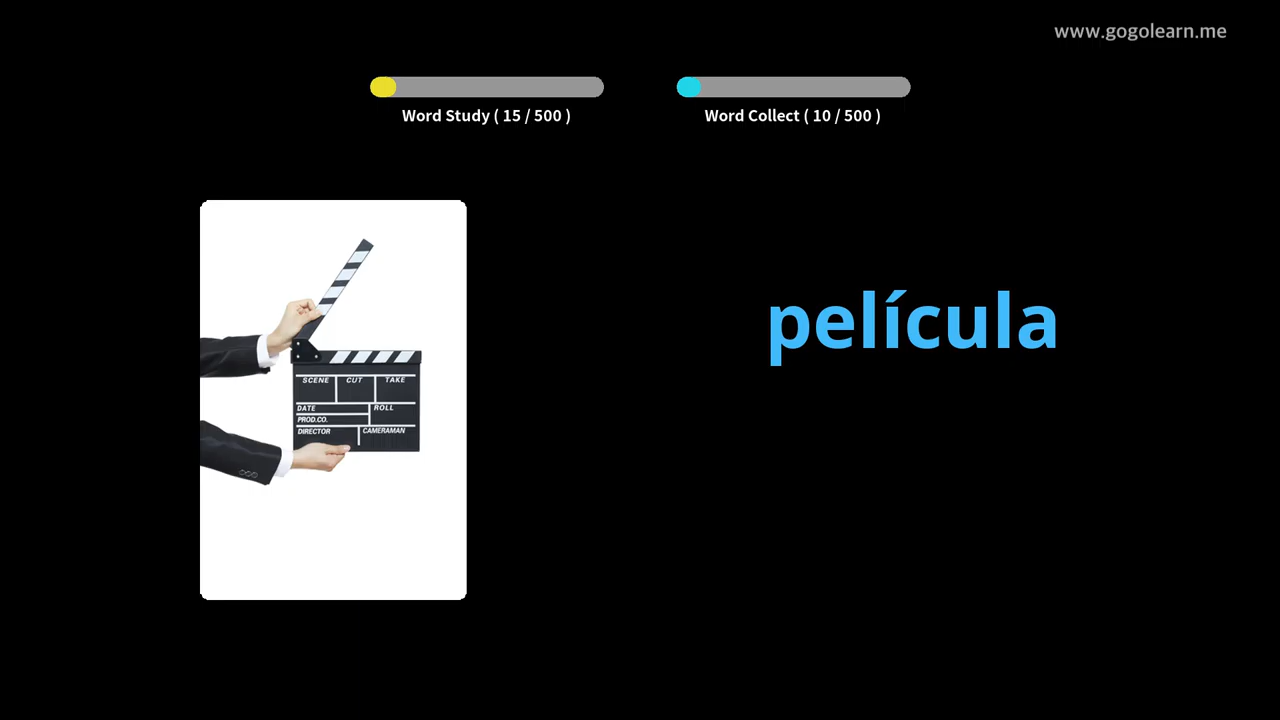 www.gogolearn.me
Word Study ( 15 / 500 )
Word Collect ( 10 / 500 )
película
SCENE CUT TAKE
DATE ROLL
PROD.CO.
DIRECTOR CAMERAMAN